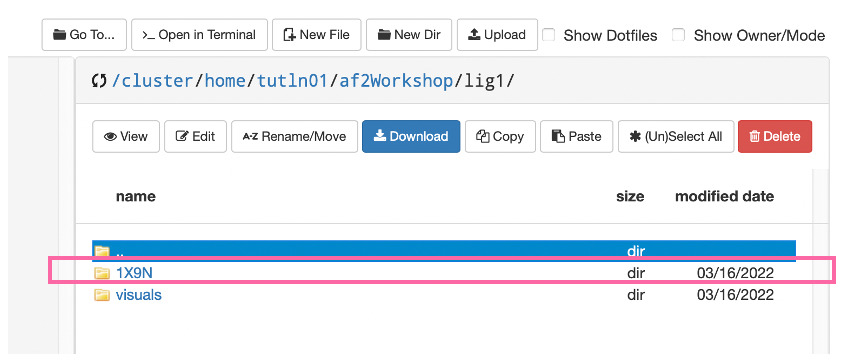 Go To... >_ Open in Terminal New File New Dir Upload Show Dotfiles Show Owner/Mode
/cluster/home/tutln01/af2Workshop/lig1/
View Edit A-Z Rename/Move Download Copy Paste (Un)Select All Delete
name size modified date
.. dir
1X9N dir 03/16/2022
visuals dir 03/16/2022